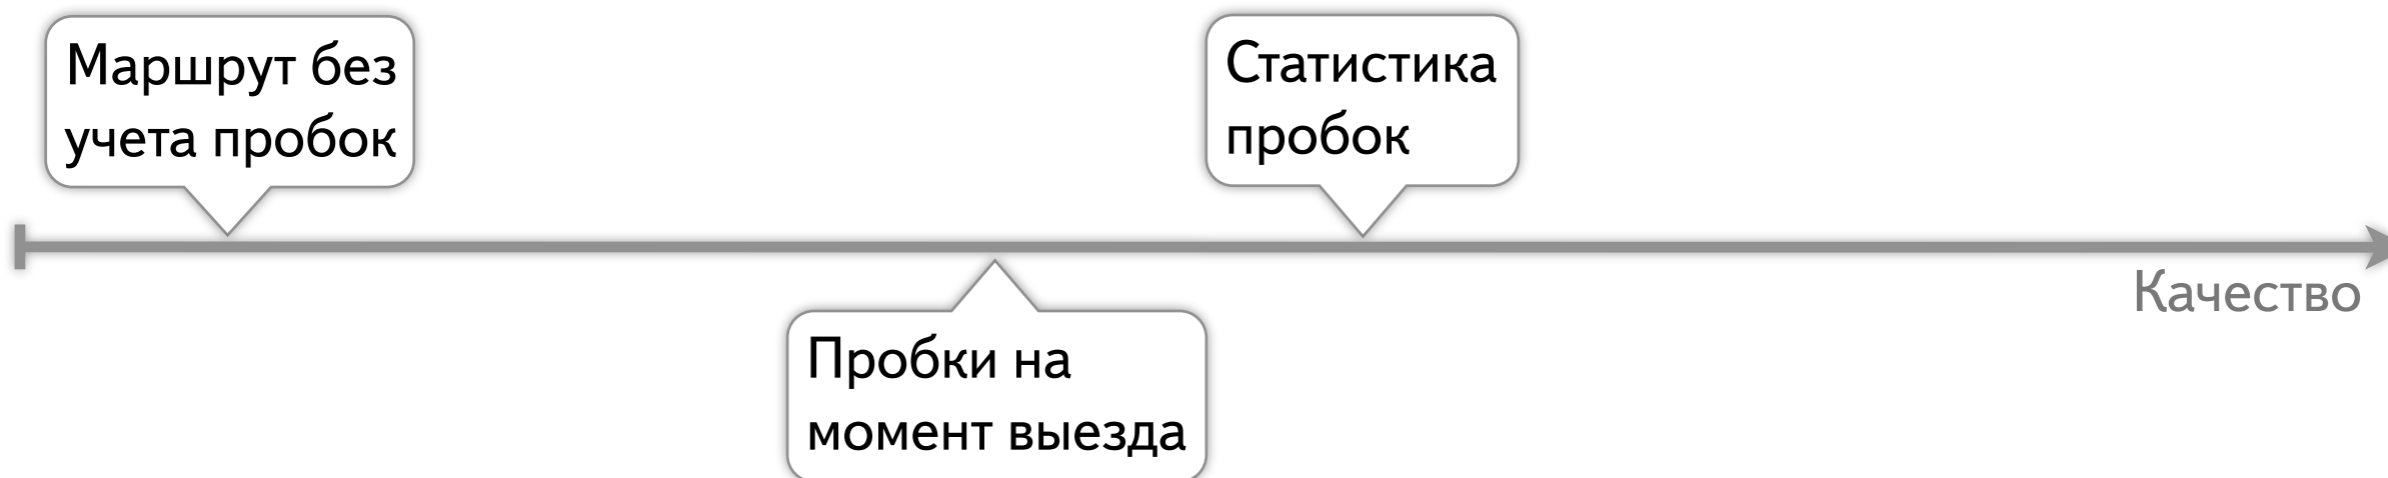 Маршрут без
учета пробок
Статистика
пробок
Качество
Пробки на
момент выезда